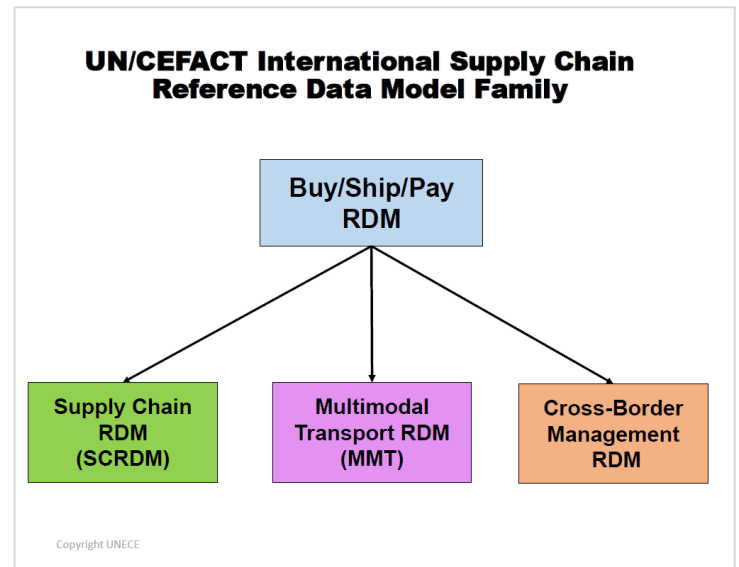 UN/CEFACT International Supply Chain
Reference Data Model Family
Buy/Ship/Pay
RDM
Supply Chain
RDM
(SCRDM)
Multimodal
Transport RDM
(MMT)
Cross-Border
Management
RDM
Copyright UNECE